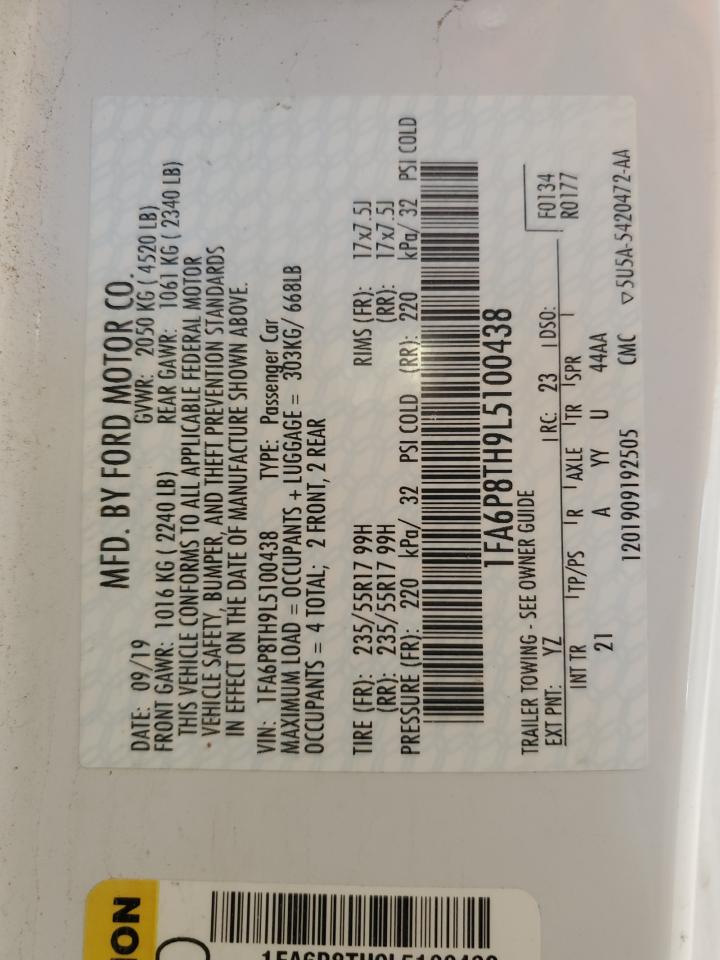 MFD. BY FORD MOTOR CO.
DATE: 09/19 GVWR: 2050 KG ( 4520 LB)
FRONT GAWR: 1016 KG ( 2240 LB) REAR GAWR: 1061 KG ( 2340 LB)
THIS VEHICLE CONFORMS TO ALL APPLICABLE FEDERAL MOTOR
VEHICLE SAFETY, BUMPER, AND THEFT PREVENTION STANDARDS
IN EFFECT ON THE DATE OF MANUFACTURE SHOWN ABOVE.
VIN: 1FA6P8TH9L5100438 TYPE: Passenger Car
MAXIMUM LOAD = OCCUPANTS + LUGGAGE = 303KG/ 668LB
OCCUPANTS = 4 TOTAL; 2 FRONT, 2 REAR
TIRE (FR): 235/55R17 99H RIMS (FR): 17x7.5J
(RR): 235/55R17 99H (RR): 17x7.5J
PRESSURE (FR): 220 kPa/ 32 PSI COLD (RR): 220 kPa/ 32 PSI COLD
1FA6P8TH9L5100438
TRAILER TOWING - SEE OWNER GUIDE
F0134
EXT PNT: YZ RC: 23 DSO: R0177
INT TR TP/PS R AXLE TR SPR
21 A YY U 44AA
1201909192505 CMC ▽5U5A-5420472-AA
ION
1FA6P8TH9L5100438